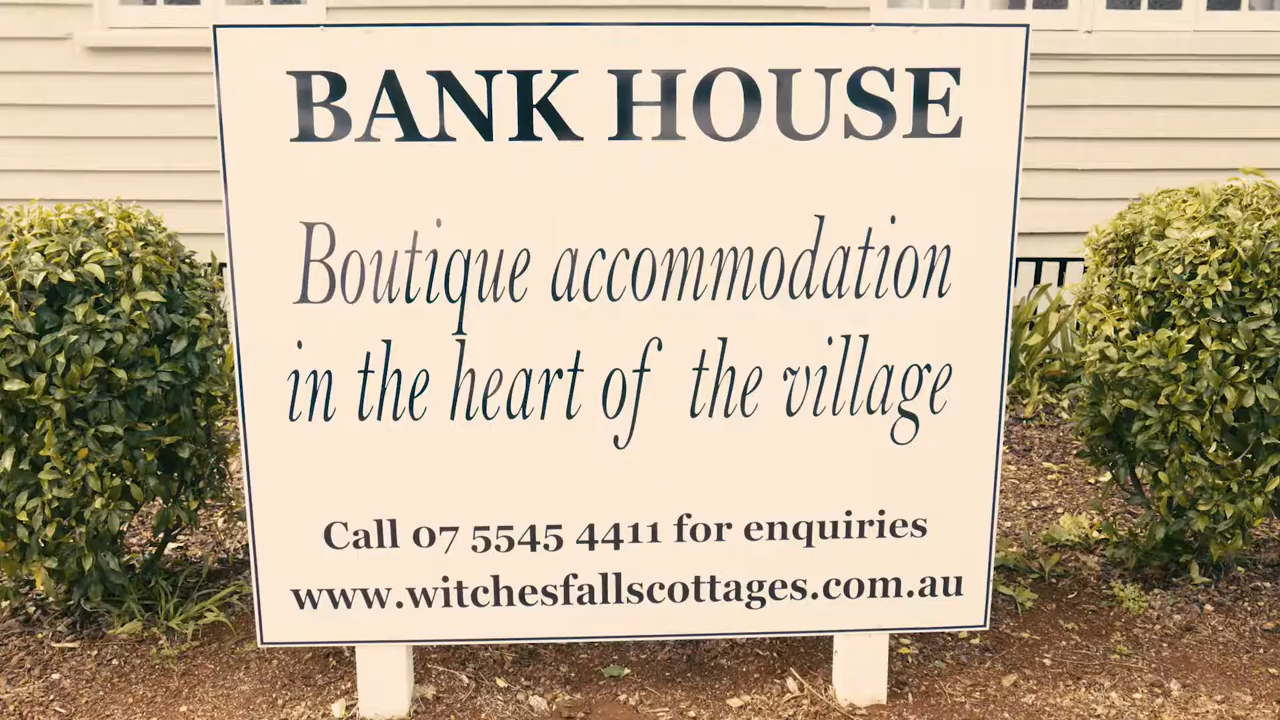 BANK HOUSE
Boutique accommodation
in the heart of the village
Call 07 5545 4411 for enquiries
www.witchesfallscottages.com.au